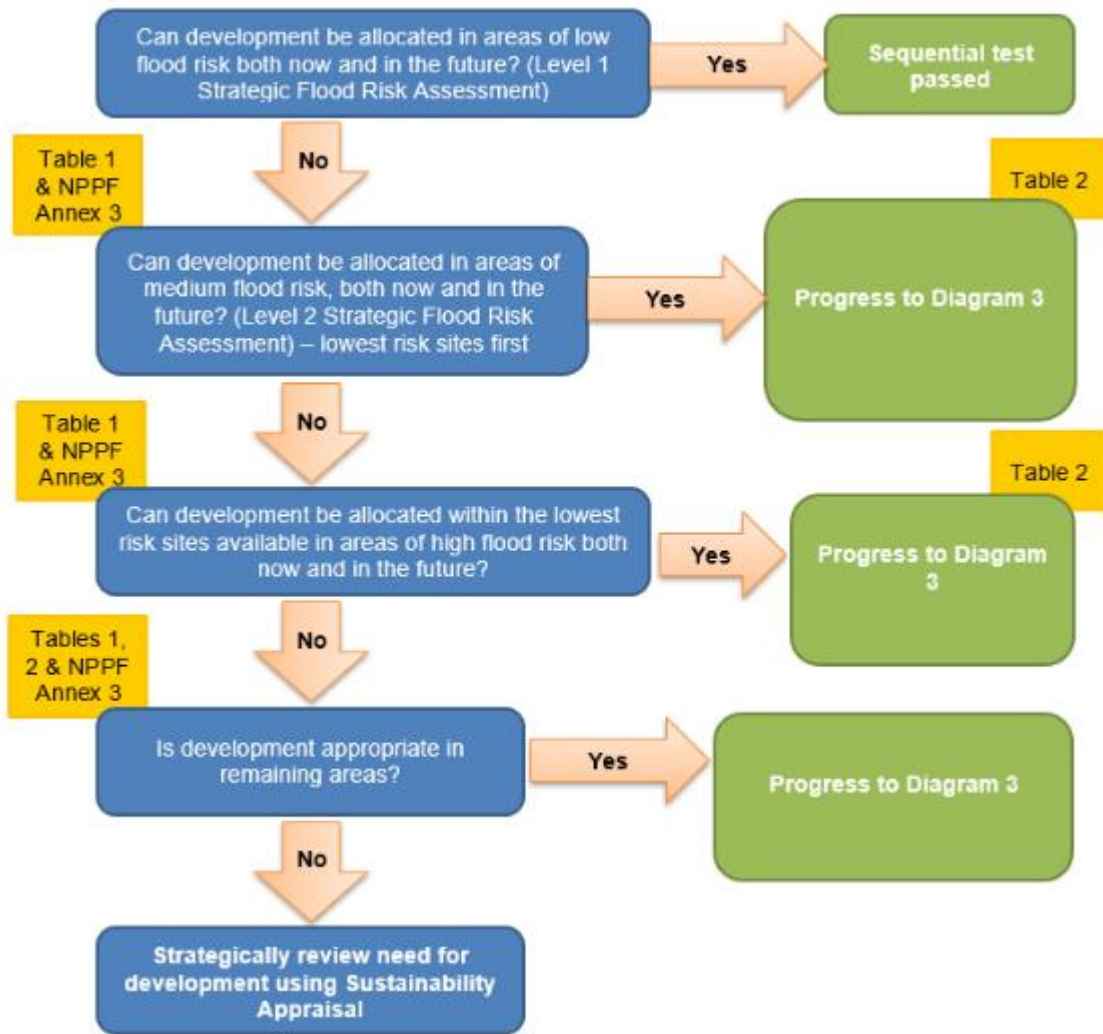 Can development be allocated in areas of low
flood risk both now and in the future? (Level 1
Strategic Flood Risk Assessment)
Yes
Sequential test
passed
No
Table 1
& NPPF
Annex 3
Table 2
Can development be allocated in areas of
medium flood risk, both now and in the
future? (Level 2 Strategic Flood Risk
Assessment) – lowest risk sites first
Yes
Progress to Diagram 3
No
Table 1
& NPPF
Annex 3
Table 2
Can development be allocated within the lowest
risk sites available in areas of high flood risk both
now and in the future?
Yes
Progress to Diagram
3
No
Tables 1,
2 & NPPF
Annex 3
Is development appropriate in
remaining areas?
Yes
Progress to Diagram 3
No
Strategically review need for
development using Sustainability
Appraisal